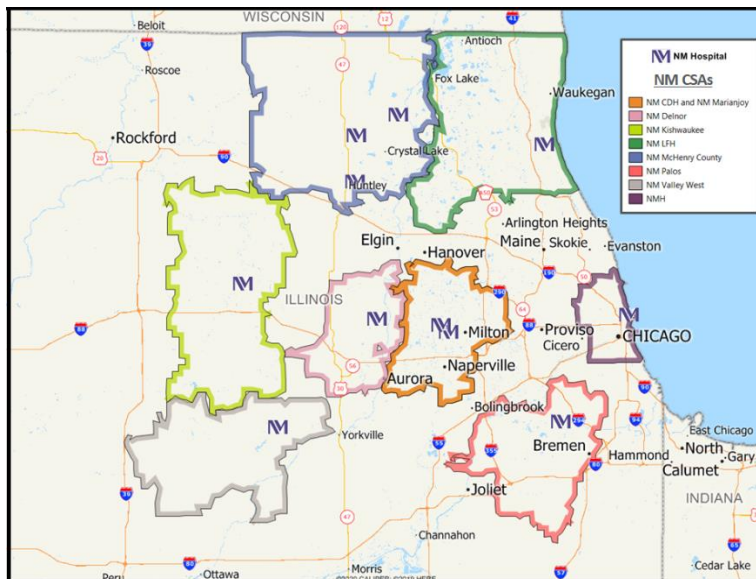 WISCONSIN
Beloit
Roscoe
Rockford
Antioch
Fox Lake
Waukegan
Crystal Lake
Huntley
Arlington Heights
Elgin
Hanover
Maine
Skokie
Evanston
ILLINOIS
Milton
Proviso
Cicero
CHICAGO
Aurora
Naperville
Bolingbrook
Yorkville
Bremen
Hammond
East Chicago
North
Calumet
Gary
Joliet
INDIANA
Channahon
Morris
Ottawa
Peru
Cedar Lake
NM Hospital
NM CSAs
NM CDH and NM Marianjoy
NM Delnor
NM Kishwaukee
NM LFH
NM McHenry County
NM Palos
NM Valley West
NMH